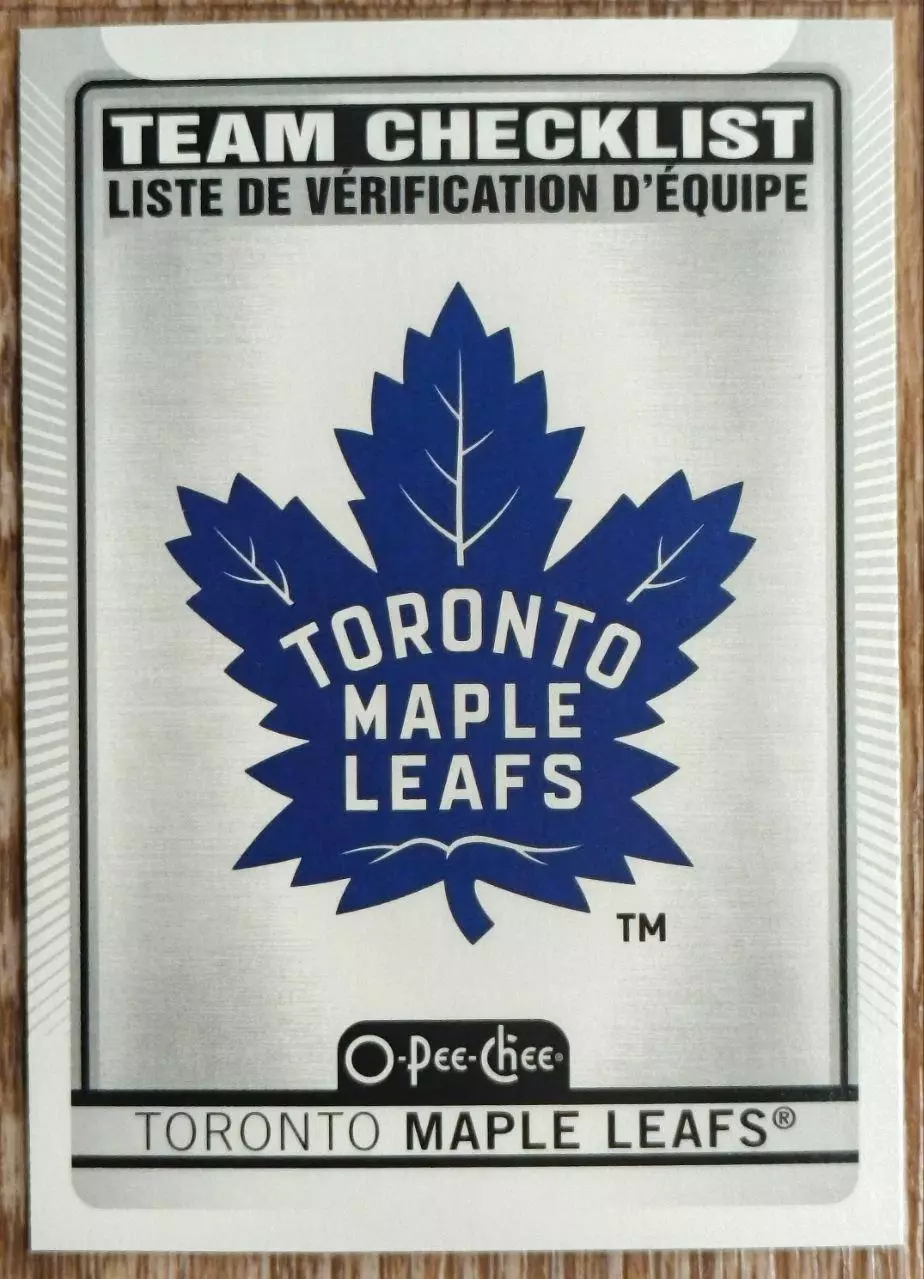 TEAM CHECKLIST
LISTE DE VÉRIFICATION D'ÉQUIPE
TORONTO
MAPLE
LEAFS
TM
O-Pee-Chee®
TORONTO MAPLE LEAFS®